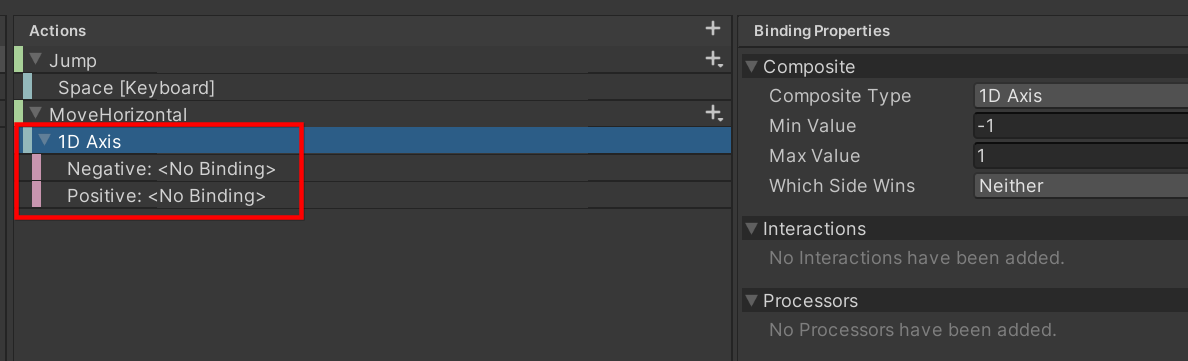 Actions
Jump
Space [Keyboard]
MoveHorizontal
1D Axis
Negative: <No Binding>
Positive: <No Binding>
Binding Properties
Composite
Composite Type 1D Axis
Min Value -1
Max Value 1
Which Side Wins Neither
Interactions
No Interactions have been added.
Processors
No Processors have been added.